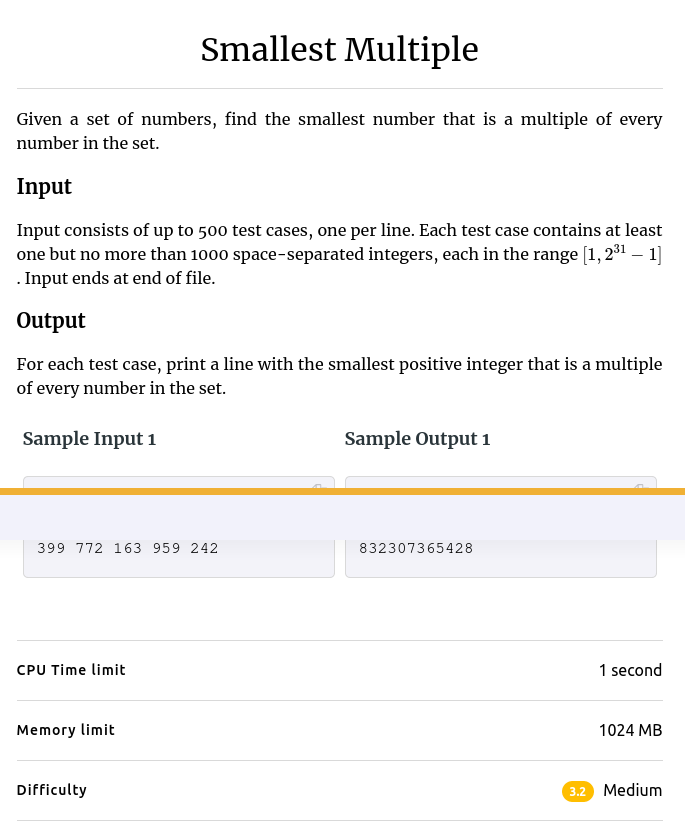 Smallest Multiple
Given a set of numbers, find the smallest number that is a multiple of every
number in the set.
Input
Input consists of up to 500 test cases, one per line. Each test case contains at least
one but no more than 1000 space-separated integers, each in the range [1, 2³¹ − 1]
. Input ends at end of file.
Output
For each test case, print a line with the smallest positive integer that is a multiple
of every number in the set.
Sample Input 1 Sample Output 1
399 772 163 959 242 832307365428
CPU Time limit 1 second
Memory limit 1024 MB
Difficulty 3.2 Medium